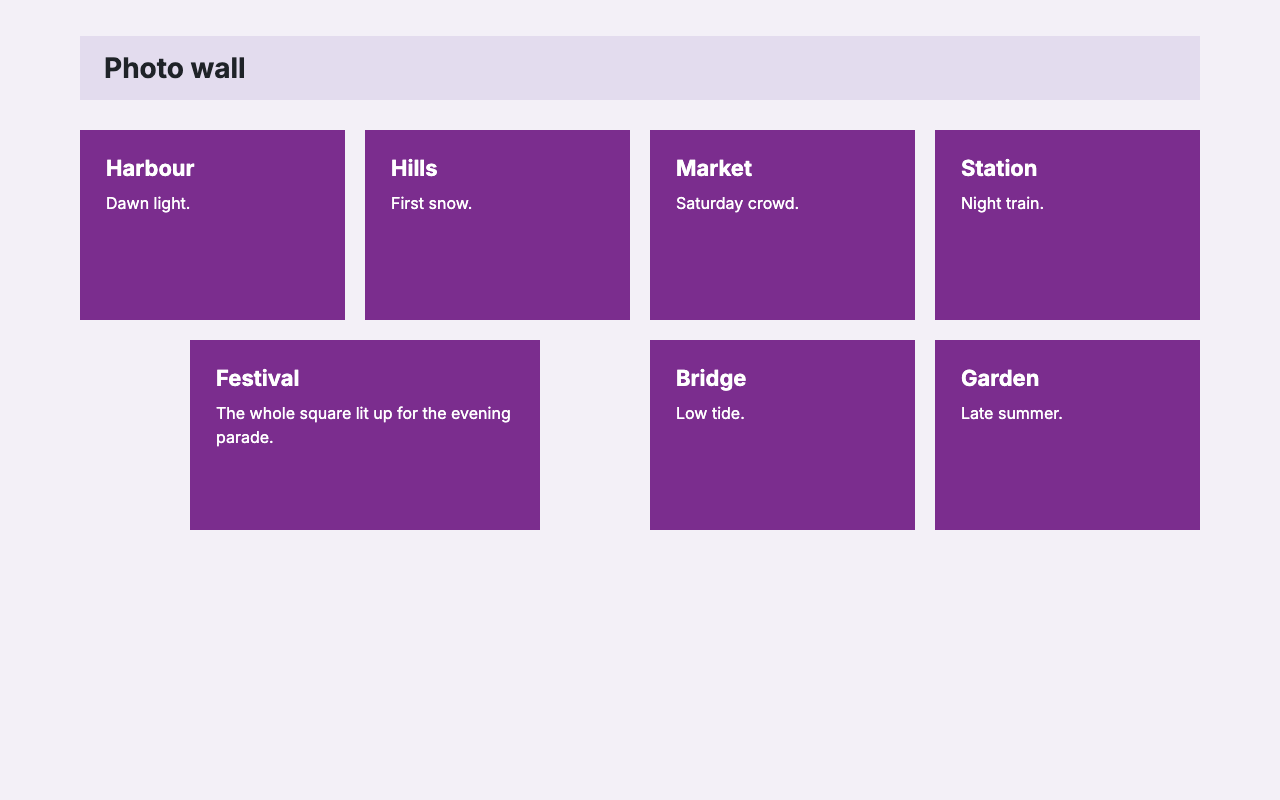 Photo wall
Harbour
Dawn light.
Hills
First snow.
Market
Saturday crowd.
Station
Night train.
Festival
The whole square lit up for the evening
parade.
Bridge
Low tide.
Garden
Late summer.